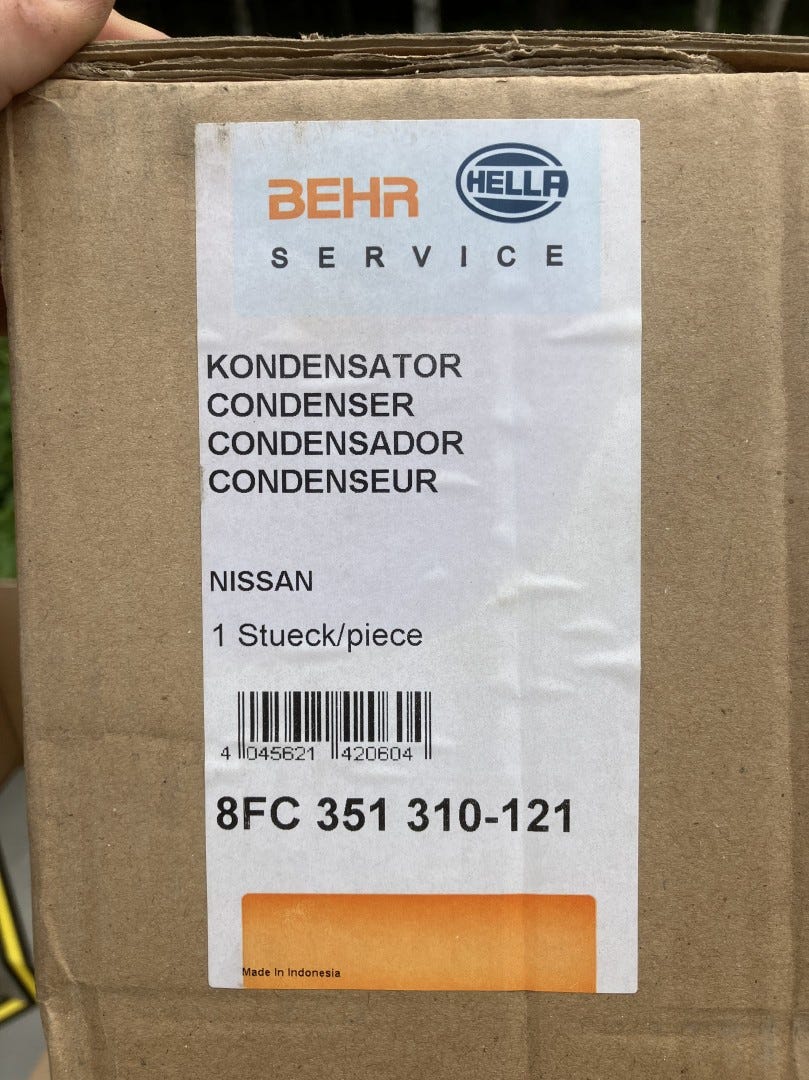 BEHR HELLA
SERVICE
KONDENSATOR
CONDENSER
CONDENSADOR
CONDENSEUR
NISSAN
1 Stueck/piece
4 045621 420604
8FC 351 310-121
Made In Indonesia